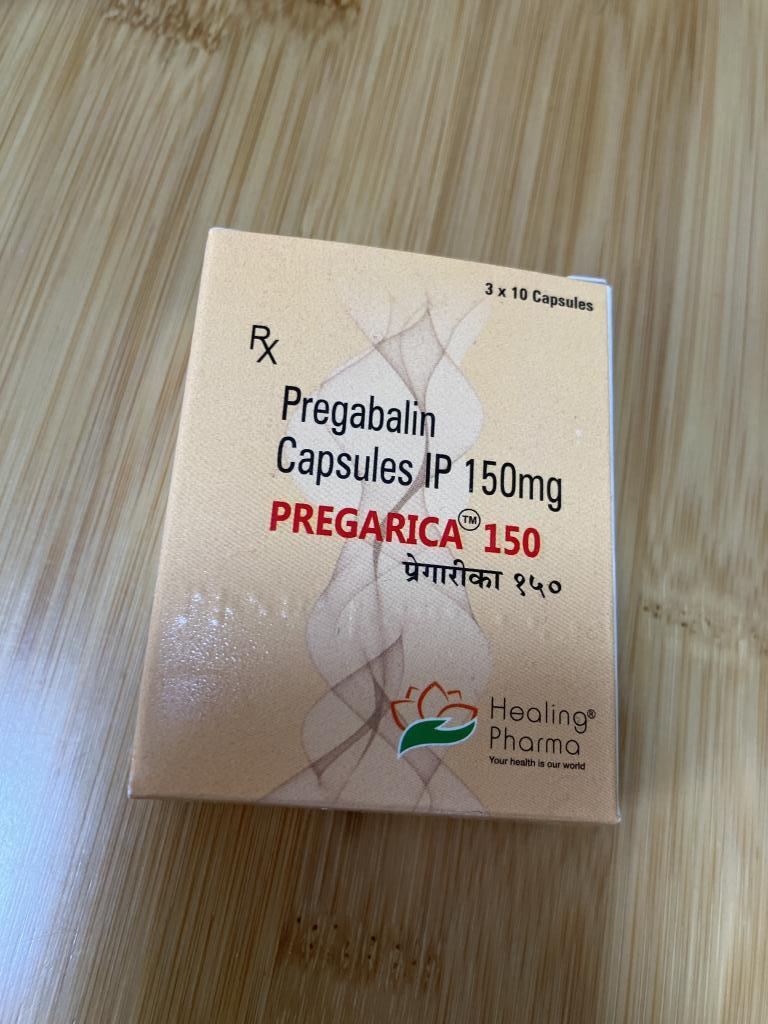 3 x 10 Capsules
Rx
Pregabalin
Capsules IP 150mg
PREGARICA™ 150
प्रेगारीका १५०
Healing®
Pharma
Your health is our world